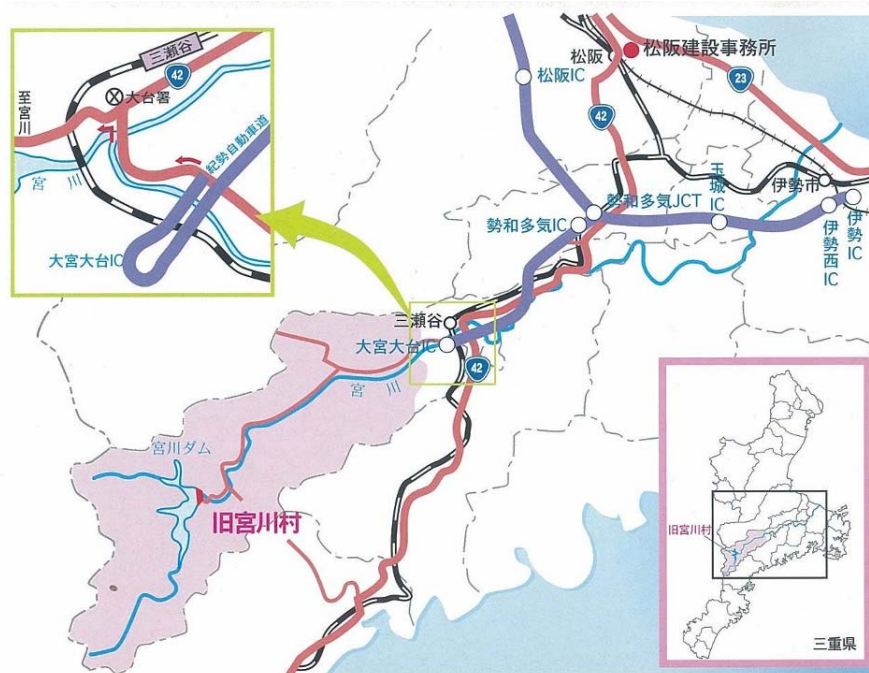 三瀬谷
42
大台署
至宮川
紀勢自動車道
宮川
大宮大台IC
松阪
松阪建設事務所
松阪IC
23
42
玉城IC
伊勢市
勢和多気JCT
勢和多気IC
伊勢西IC
伊勢IC
三瀬谷
大宮大台IC
42
宮川
宮川ダム
旧宮川村
旧宮川村
三重県